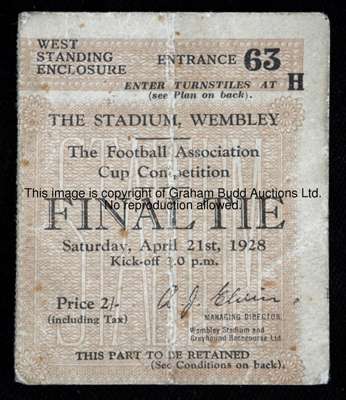 WEST
STANDING
ENCLOSURE
ENTRANCE 63
ENTER TURNSTILES AT H
(see Plan on back).
THE STADIUM, WEMBLEY
The Football Association
Cup Competition
This image is copyright of Graham Budd Auctions Ltd.
No reproduction allowed.
FINAL TIE
Saturday, April 21st, 1928
Kick-off 3.0 p.m.
Price 2/-
(including Tax)
A. J. Elvin
MANAGING DIRECTOR,
Wembley Stadium and
Greyhound Racecourse Ltd.
THIS PART TO BE RETAINED
(See Conditions on back).